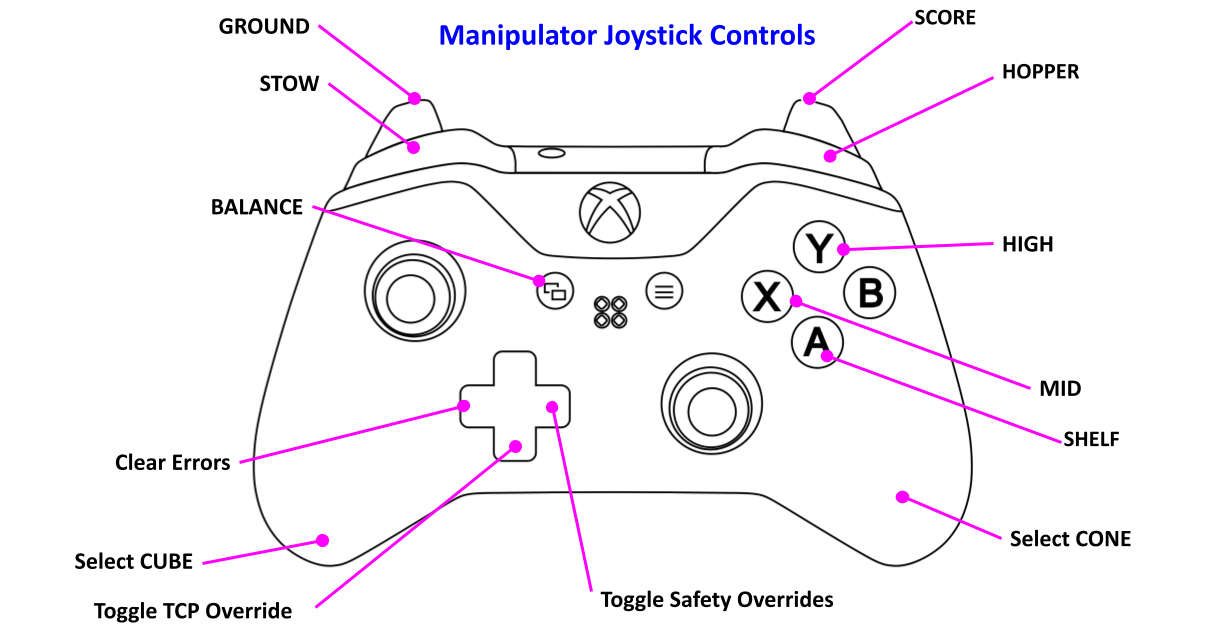 Manipulator Joystick Controls
GROUND
SCORE
STOW
HOPPER
BALANCE
HIGH
Y
X
B
A
MID
SHELF
Clear Errors
Select CONE
Select CUBE
Toggle TCP Override
Toggle Safety Overrides